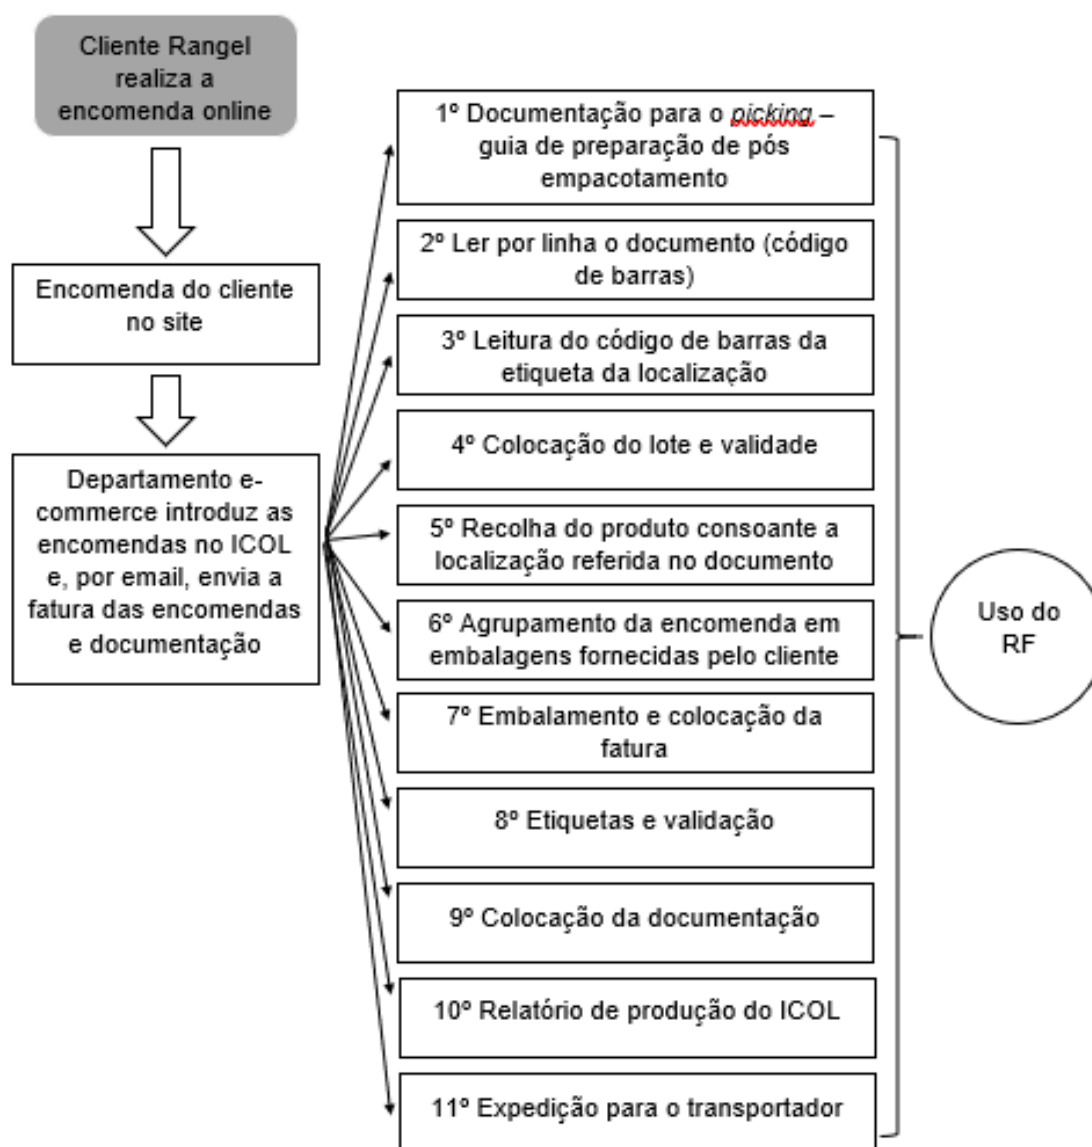 Cliente Rangel
realiza a
encomenda online
Encomenda do cliente
no site
Departamento e-
commerce introduz as
encomendas no ICOL
e, por email, envia a
fatura das encomendas
e documentação
1º Documentação para o picking –
guia de preparação de pós
empacotamento
2º Ler por linha o documento (código
de barras)
3º Leitura do código de barras da
etiqueta da localização
4º Colocação do lote e validade
5º Recolha do produto consoante a
localização referida no documento
6º Agrupamento da encomenda em
embalagens fornecidas pelo cliente
7º Embalamento e colocação da
fatura
8º Etiquetas e validação
9º Colocação da documentação
10º Relatório de produção do ICOL
11º Expedição para o transportador
Uso do
RF